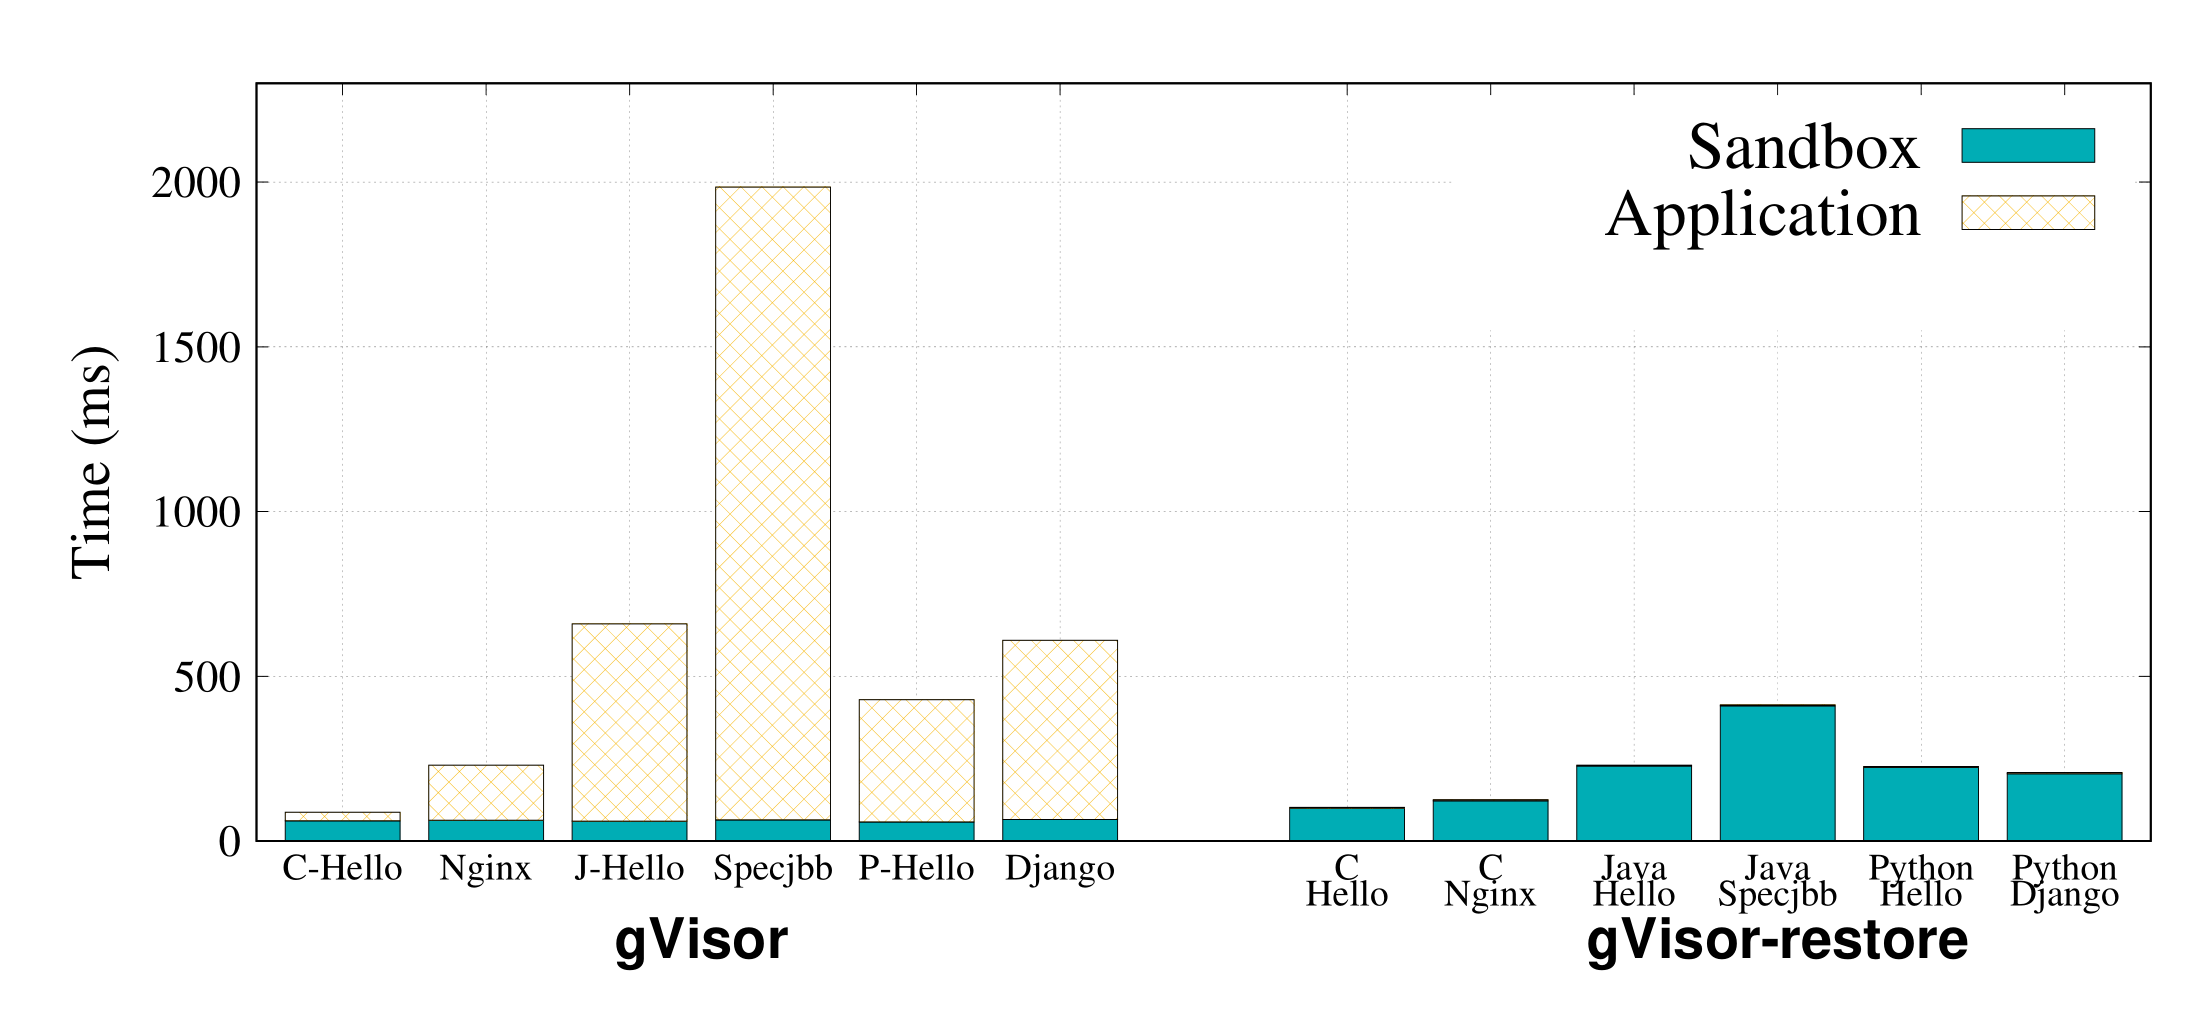 Sandbox
Application
Time (ms)
2000
1500
1000
500
0
C-Hello Nginx J-Hello Specjbb P-Hello Django
C Hello
C Nginx
Java Hello
Java Specjbb
Python Hello
Python Django
gVisor
gVisor-restore